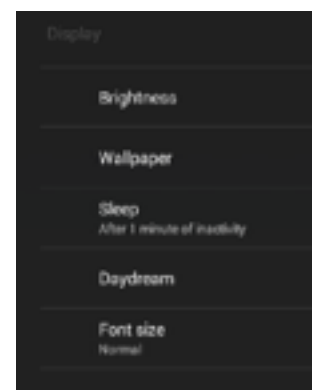 Display
Brightness
Wallpaper
Sleep
After 1 minute of inactivity
Daydream
Font size
Normal